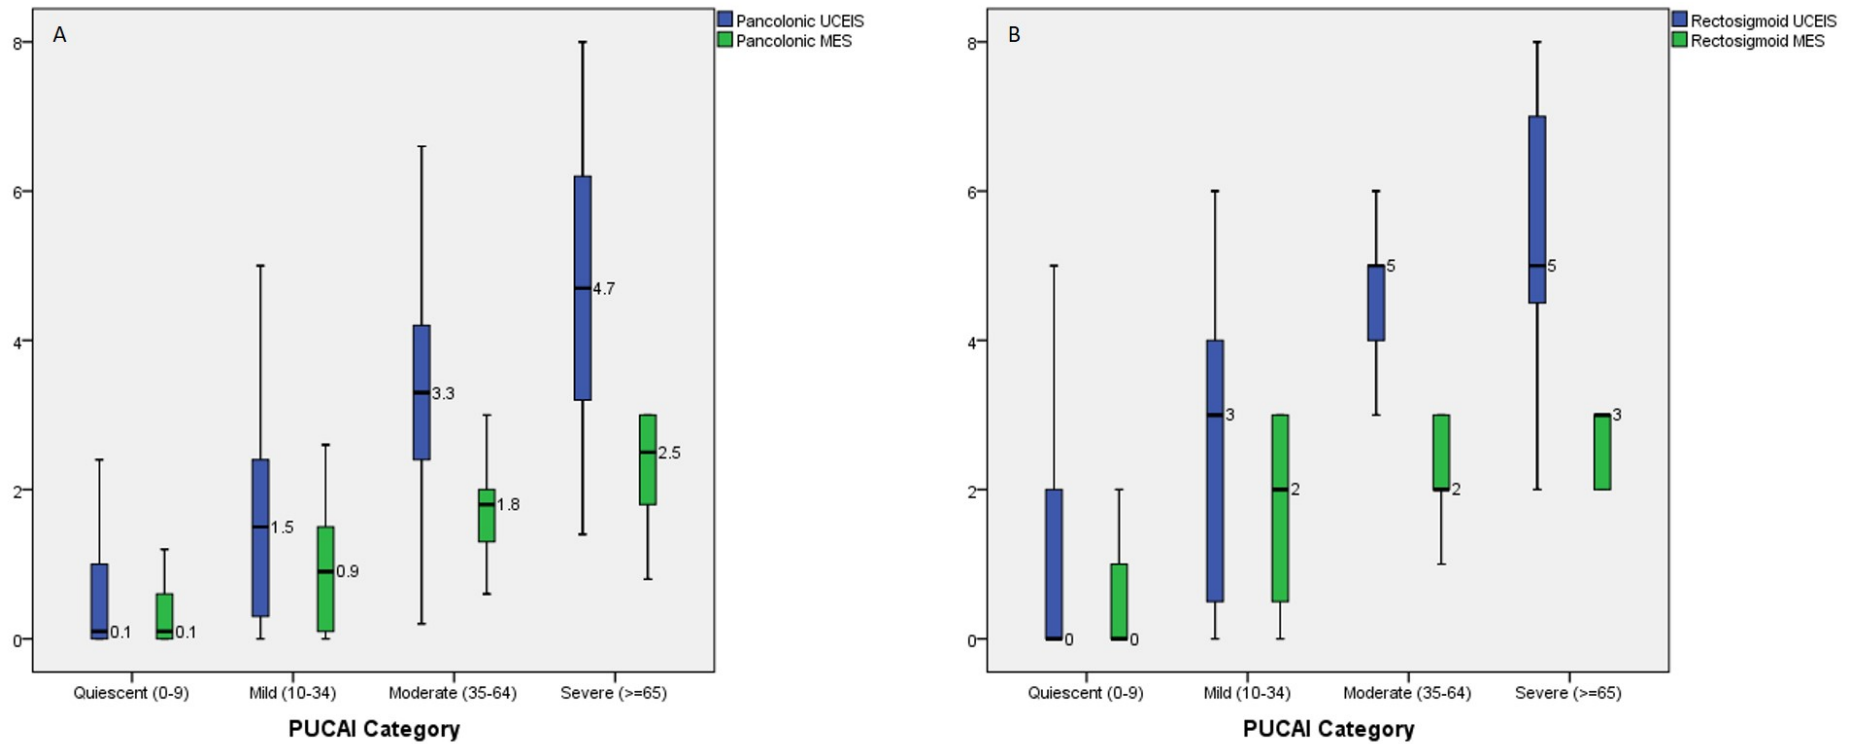 A
Pancolonic UCEIS
Pancolonic MES
8
6
4
2
0
0.1
0.1
1.5
0.9
3.3
1.8
4.7
2.5
Quiescent (0-9)
Mild (10-34)
Moderate (35-64)
Severe (>=65)
PUCAI Category
B
Rectosigmoid UCEIS
Rectosigmoid MES
8
6
4
2
0
0
0
3
2
5
2
5
3
Quiescent (0-9)
Mild (10-34)
Moderate (35-64)
Severe (>=65)
PUCAI Category